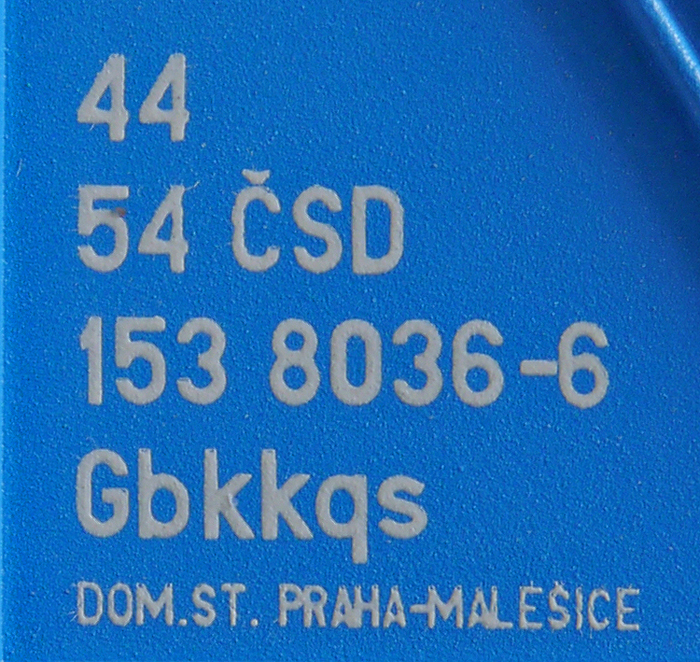 44
54 ČSD
153 8036-6
Gbkkqs
DOM.ST. PRAHA-MALEŠICE